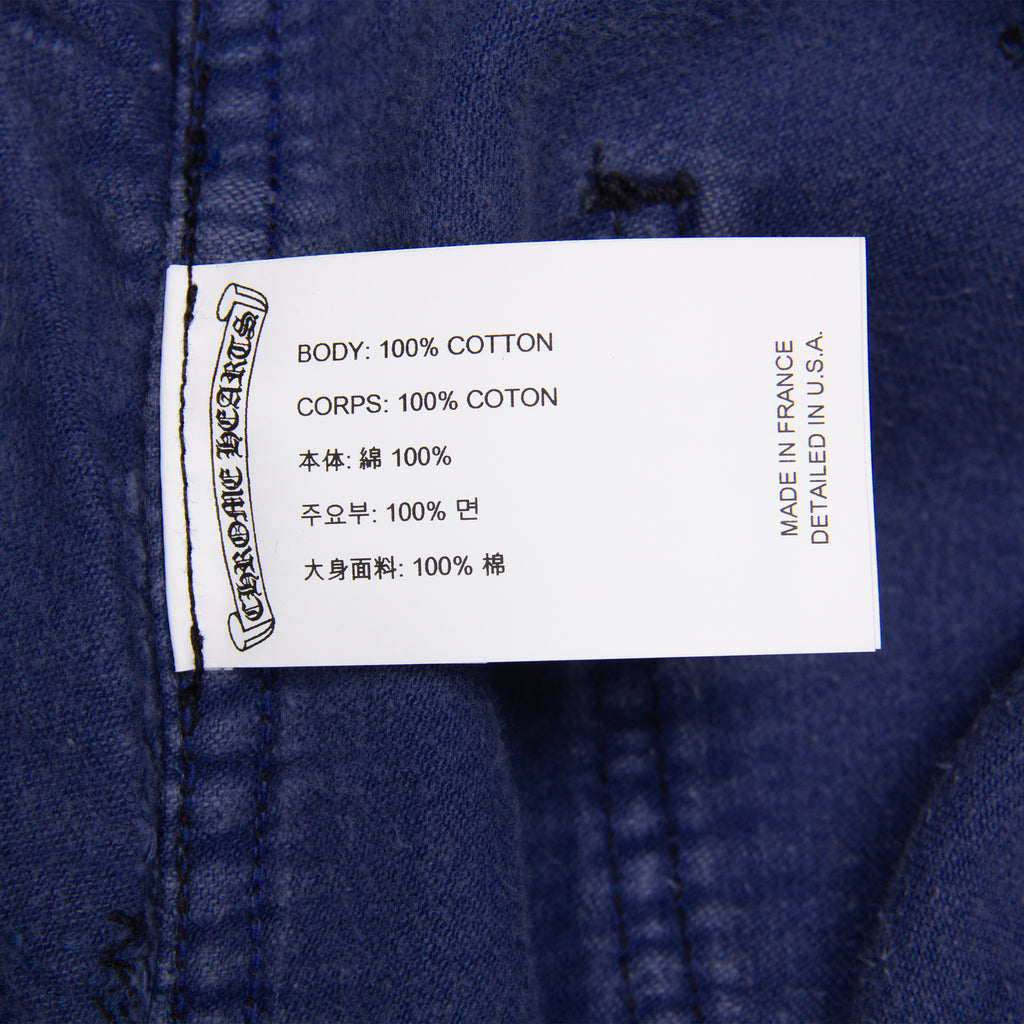 CHROME HEARTS
BODY: 100% COTTON
CORPS: 100% COTON
本体: 綿 100%
주요부: 100% 면
大身面料: 100% 棉
MADE IN FRANCE
DETAILED IN U.S.A.